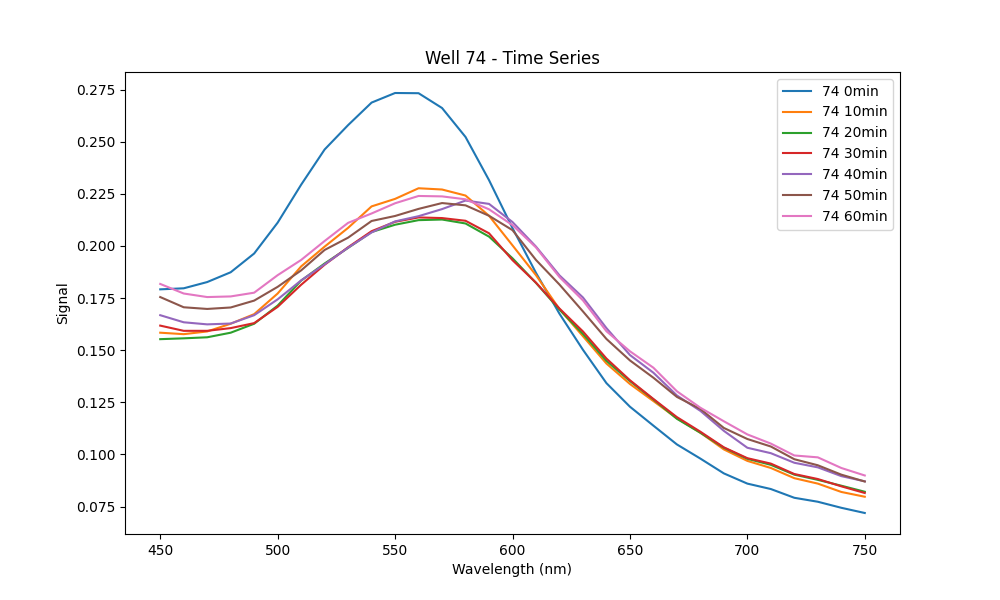 Well 74 - Time Series
74 0min
74 10min
74 20min
74 30min
74 40min
74 50min
74 60min
Signal
0.275
0.250
0.225
0.200
0.175
0.150
0.125
0.100
0.075
450 500 550 600 650 700 750
Wavelength (nm)